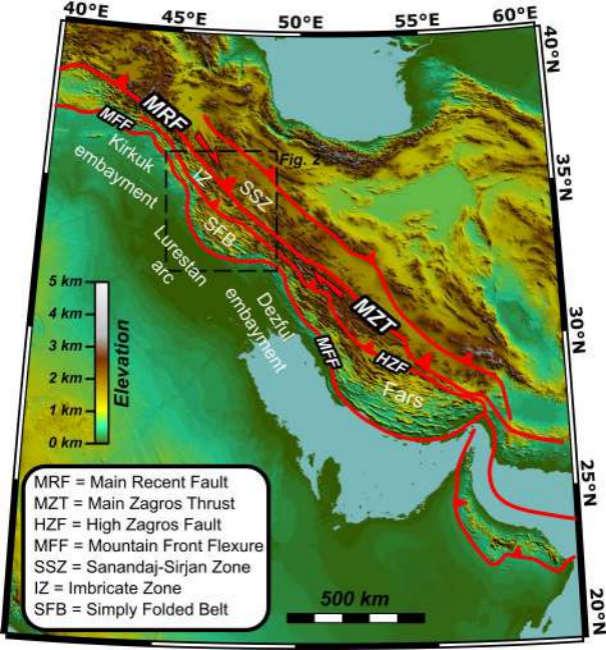 40°E
45°E
50°E
55°E
60°E
40°N
35°N
30°N
25°N
20°N
MRF
MFF
Kirkuk
embayment
Fig. 2
IZ
SSZ
SFB
Lurestan
arc
Dezful
embayment
MZT
MFF
HZF
Fars
5 km
4 km
3 km
2 km
1 km
0 km
Elevation
MRF = Main Recent Fault
MZT = Main Zagros Thrust
HZF = High Zagros Fault
MFF = Mountain Front Flexure
SSZ = Sanandaj-Sirjan Zone
IZ = Imbricate Zone
SFB = Simply Folded Belt
500 km